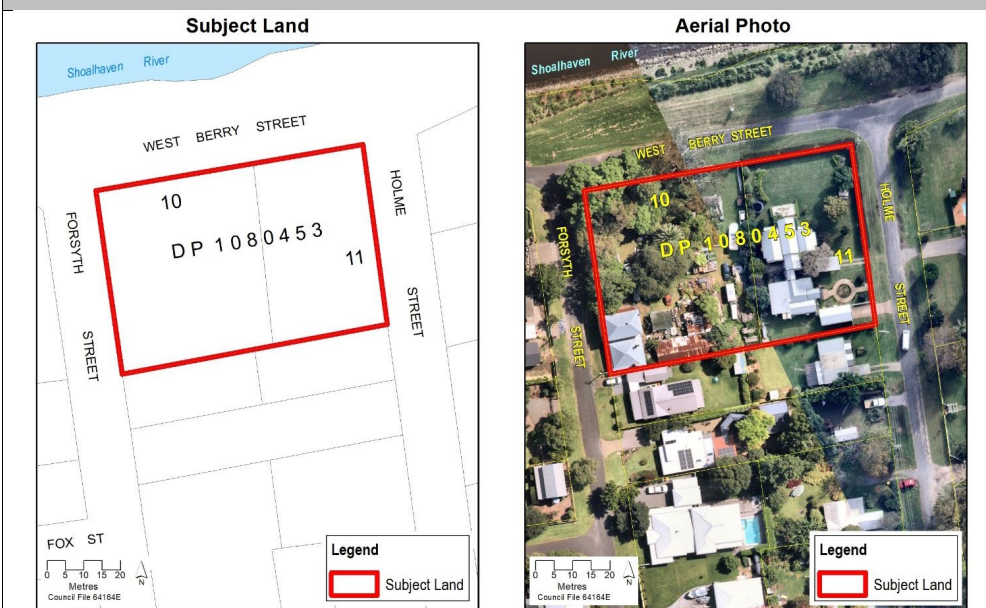 Subject Land
Shoalhaven River
WEST BERRY STREET
10
HOLME
FORSYTH
DP 1080453
11
STREET
STREET
FOX ST
0 5 10 15 20
Metres
Council File 64164E
N
Legend
Subject Land
Aerial Photo
Shoalhaven River
WEST BERRY STREET
10
HOLME
FORSYTH
DP 1080453
11
STREET
STREET
0 5 10 15 20
Metres
Council File 64164E
N
Legend
Subject Land